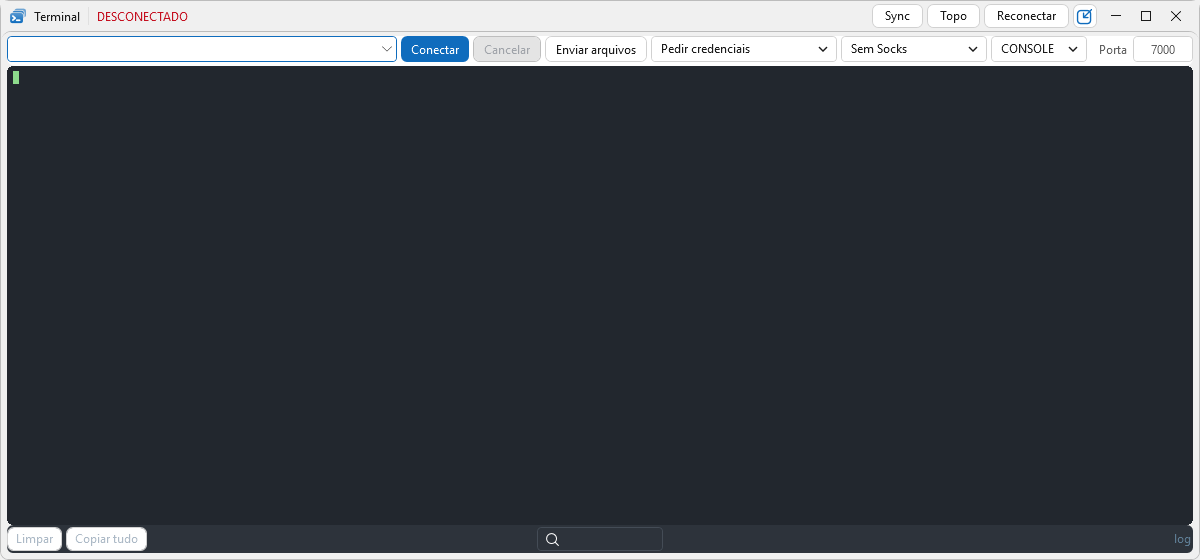 Terminal DESCONECTADO Sync Topo Reconectar
Conectar Cancelar Enviar arquivos Pedir credenciais Sem Socks CONSOLE Porta 7000
Limpar Copiar tudo log